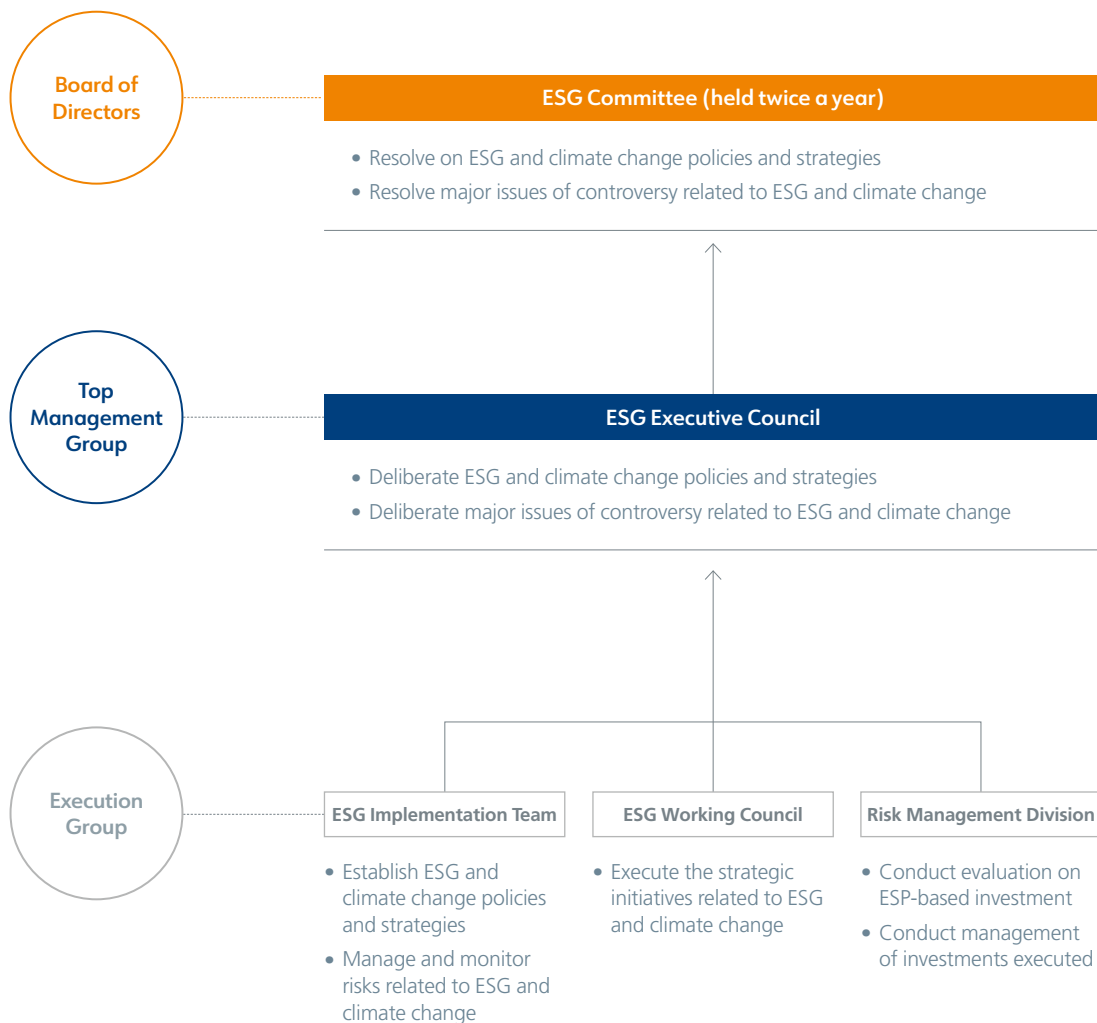 Board of
Directors
ESG Committee (held twice a year)
• Resolve on ESG and climate change policies and strategies
• Resolve major issues of controversy related to ESG and climate change
Top
Management
Group
ESG Executive Council
• Deliberate ESG and climate change policies and strategies
• Deliberate major issues of controversy related to ESG and climate change
Execution
Group
ESG Implementation Team
• Establish ESG and
climate change policies
and strategies
• Manage and monitor
risks related to ESG and
climate change
ESG Working Council
• Execute the strategic
initiatives related to ESG
and climate change
Risk Management Division
• Conduct evaluation on
ESP-based investment
• Conduct management
of investments executed